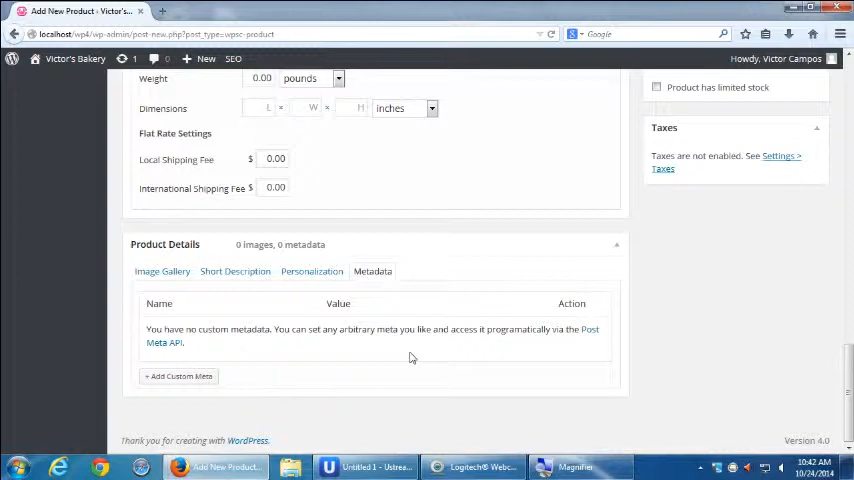 Add New Product ‹ Victor's... × +
localhost/wp4/wp-admin/post-new.php?post_type=wpsc-product
Google
Victor's Bakery 1 0 + New SEO
Howdy, Victor Campos
Weight 0.00 pounds
Product has limited stock
Dimensions L × W × H inches
Taxes
Flat Rate Settings
Taxes are not enabled. See Settings >
Taxes
Local Shipping Fee $ 0.00
International Shipping Fee $ 0.00
Product Details 0 images, 0 metadata
Image Gallery Short Description Personalization Metadata
Name Value Action
You have no custom metadata. You can set any arbitrary meta you like and access it programatically via the Post
Meta API.
+ Add Custom Meta
Thank you for creating with WordPress.
Version 4.0
Add New Product... Untitled 1 - Ustrea... Logitech® Webc... Magnifier
10:42 AM
10/24/2014